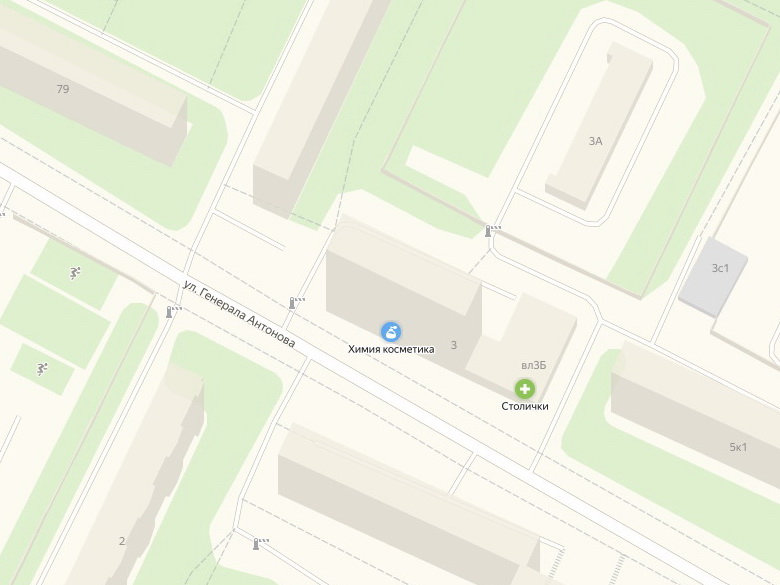 79
3А
3с1
ул. Генерала Антонова
Химия косметика
3
вл3Б
Столички
5к1
2